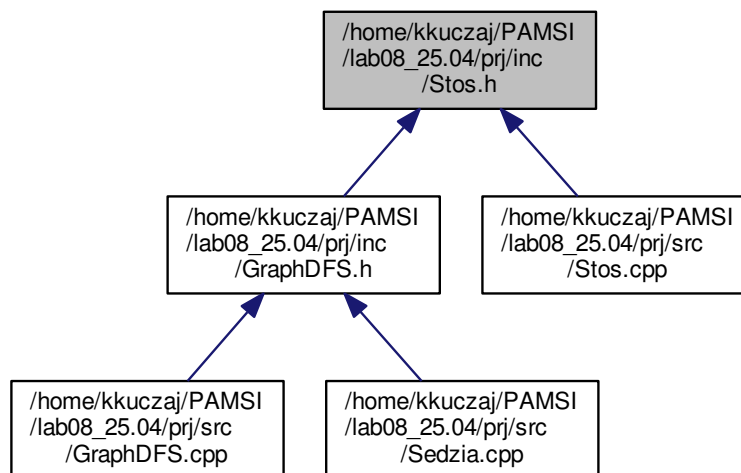 /home/kkuczaj/PAMSI
/lab08_25.04/prj/inc
/Stos.h
/home/kkuczaj/PAMSI
/lab08_25.04/prj/inc
/GraphDFS.h
/home/kkuczaj/PAMSI
/lab08_25.04/prj/src
/Stos.cpp
/home/kkuczaj/PAMSI
/lab08_25.04/prj/src
/GraphDFS.cpp
/home/kkuczaj/PAMSI
/lab08_25.04/prj/src
/Sedzia.cpp